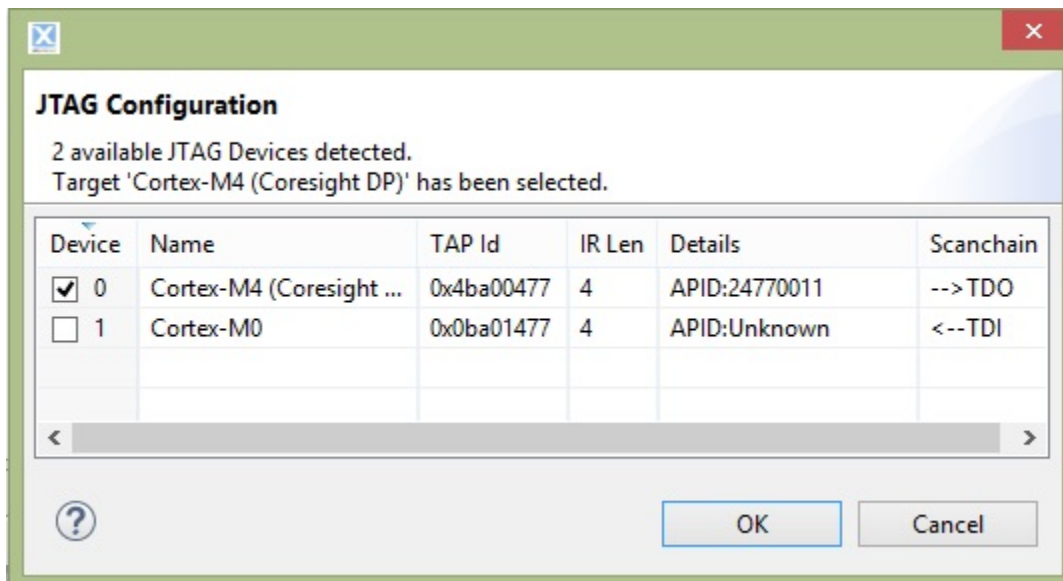 JTAG Configuration
2 available JTAG Devices detected.
Target 'Cortex-M4 (Coresight DP)' has been selected.
Device Name TAP Id IR Len Details Scanchain
0 Cortex-M4 (Coresight ... 0x4ba00477 4 APID:24770011 -->TDO
1 Cortex-M0 0x0ba01477 4 APID:Unknown <--TDI
OK Cancel